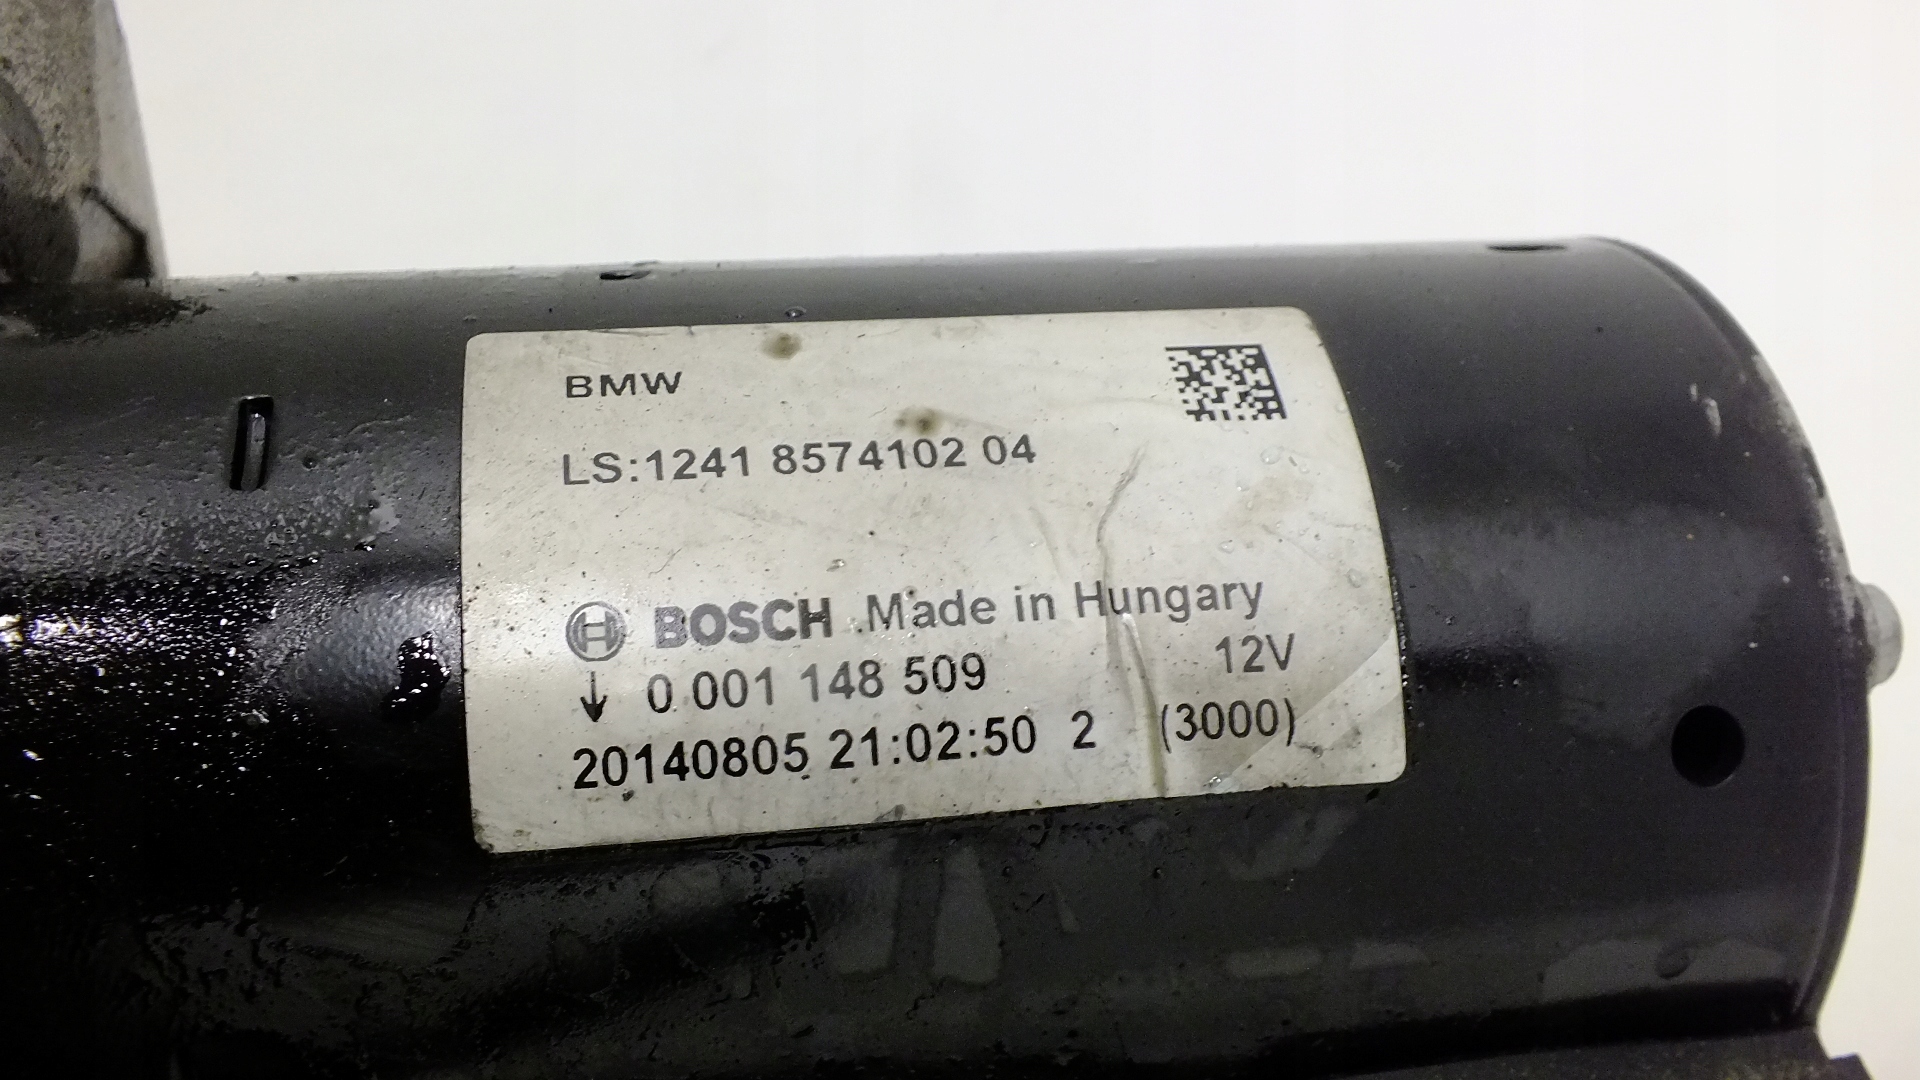 BMW
LS:1241 8574102 04
BOSCH Made in Hungary
0 001 148 509 12V
20140805 21:02:50 2 (3000)